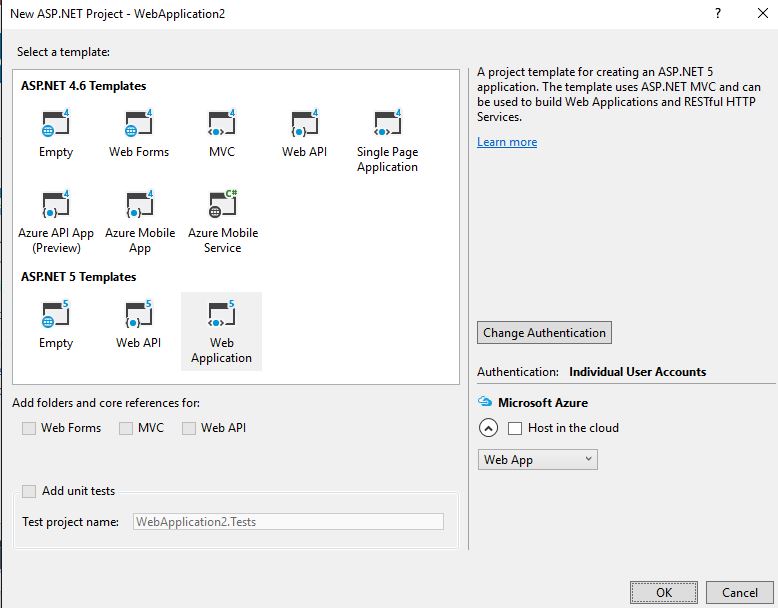 New ASP.NET Project - WebApplication2
?
Select a template:
ASP.NET 4.6 Templates
4
4
4
4
4
Empty
Web Forms
MVC
Web API
Single Page
Application
4
4
C#
Azure API App
(Preview)
Azure Mobile
App
Azure Mobile
Service
ASP.NET 5 Templates
5
5
5
Empty
Web API
Web
Application
A project template for creating an ASP.NET 5
application. The template uses ASP.NET MVC and can
be used to build Web Applications and RESTful HTTP
Services.
Learn more
Change Authentication
Authentication: Individual User Accounts
Microsoft Azure
Host in the cloud
Web App
Add folders and core references for:
Web Forms
MVC
Web API
Add unit tests
Test project name: WebApplication2.Tests
OK
Cancel